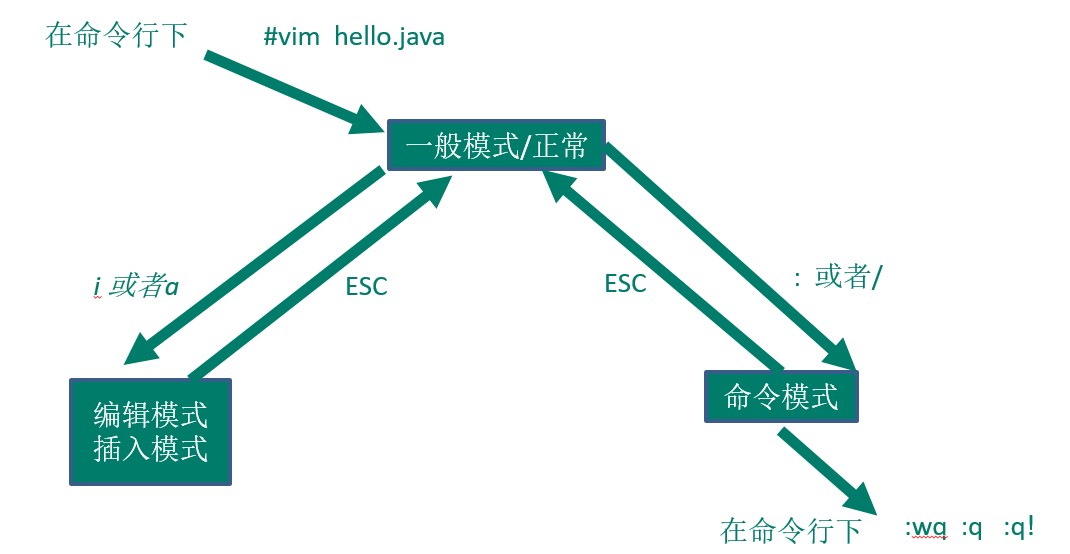 在命令行下 #vim hello.java
一般模式/正常
i 或者a
ESC
ESC
: 或者/
编辑模式
插入模式
命令模式
在命令行下 :wq :q :q!